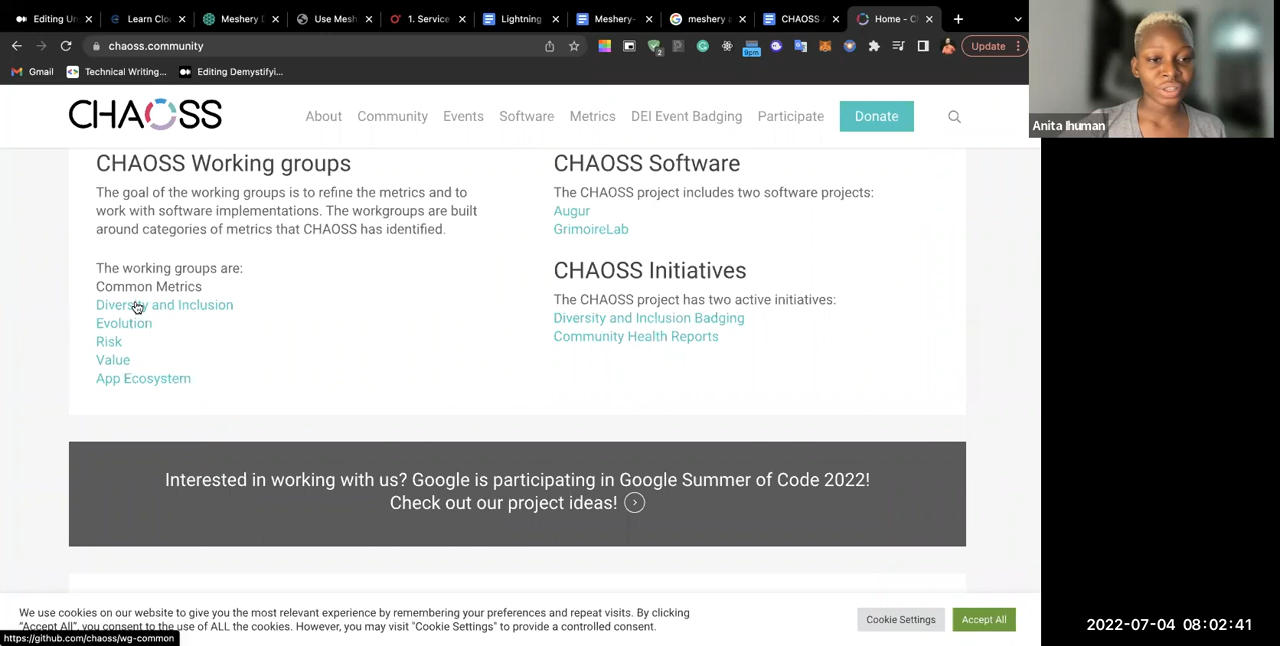 Editing Un
Learn Clo
Meshery D
Use Mesh
1. Service
Lightning
Meshery-
meshery a
CHAOSS A
Home - C
chaoss.community
2
9pm
Update
Gmail
Technical Writing...
Editing Demystifyi...
CHAOSS
About
Community
Events
Software
Metrics
DEI Event Badging
Participate
Donate
Anita Ihuman
CHAOSS Working groups
The goal of the working groups is to refine the metrics and to
work with software implementations. The workgroups are built
around categories of metrics that CHAOSS has identified.
The working groups are:
Common Metrics
Diversity and Inclusion
Evolution
Risk
Value
App Ecosystem
CHAOSS Software
The CHAOSS project includes two software projects:
Augur
GrimoireLab
CHAOSS Initiatives
The CHAOSS project has two active initiatives:
Diversity and Inclusion Badging
Community Health Reports
Interested in working with us? Google is participating in Google Summer of Code 2022!
Check out our project ideas!
We use cookies on our website to give you the most relevant experience by remembering your preferences and repeat visits. By clicking
“Accept All”, you consent to the use of ALL the cookies. However, you may visit "Cookie Settings" to provide a controlled consent.
Cookie Settings
Accept All
https://github.com/chaoss/wg-common
2022-07-04 08:02:41